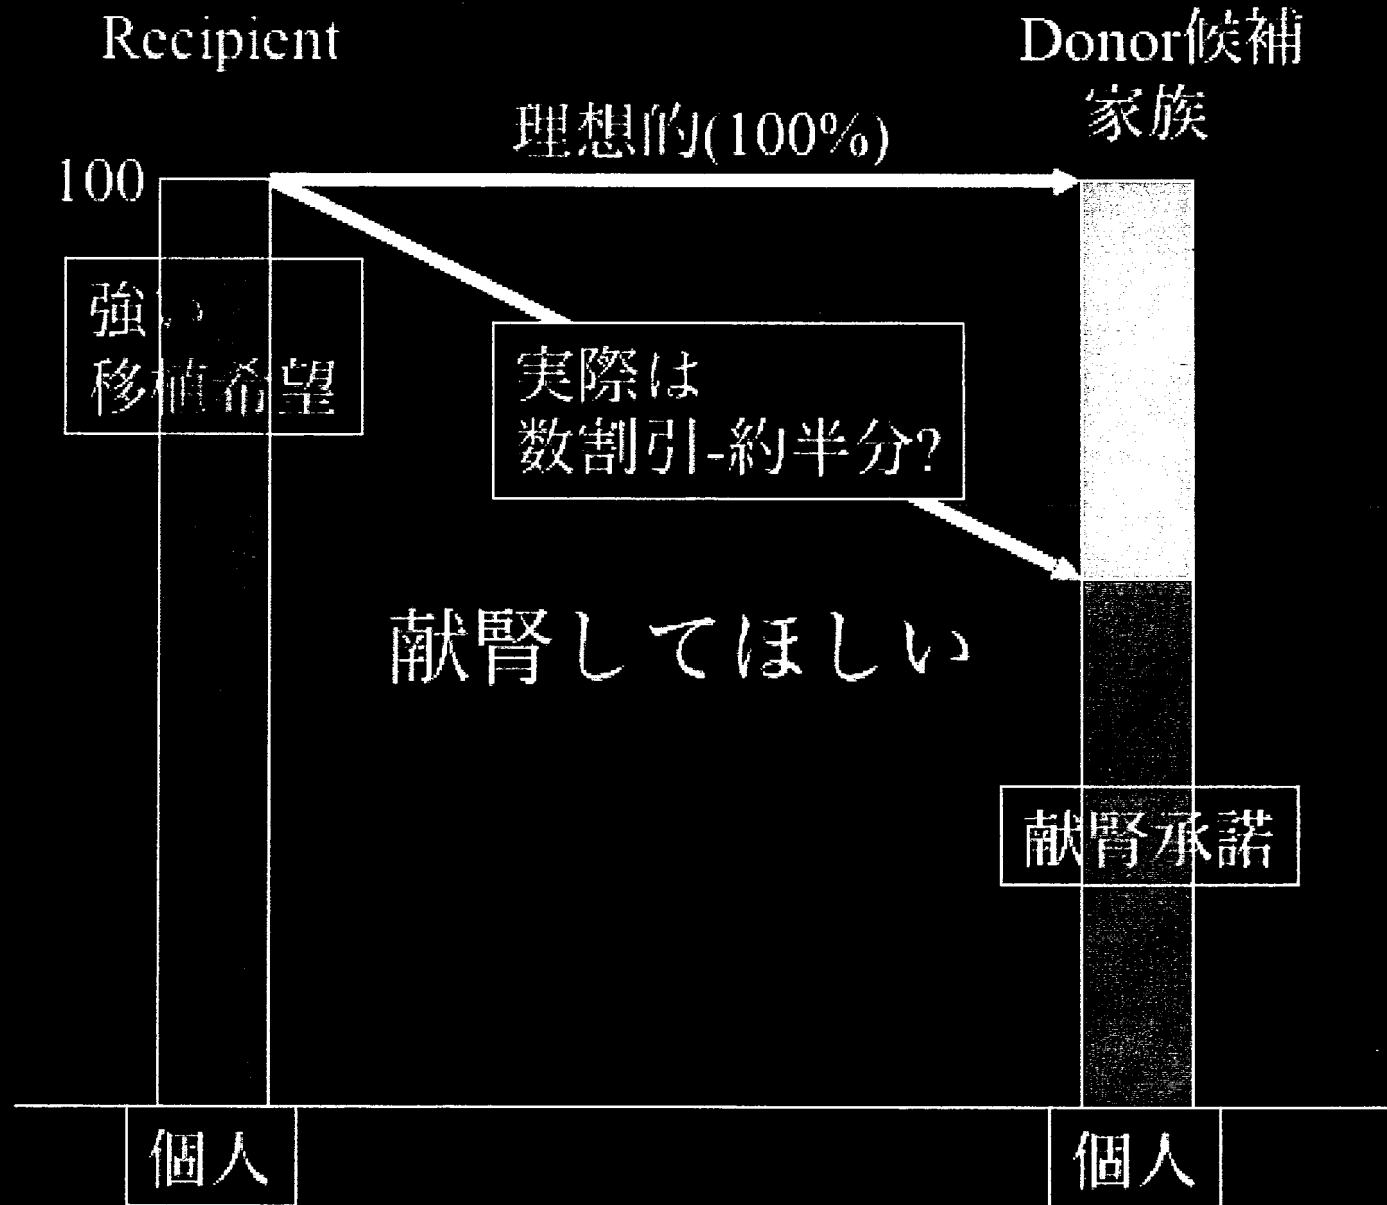 Recipient
Donor候補
家族
理想的(100%)
100
強い
移植希望
実際は
数割引-約半分?
献腎してほしい
献腎承諾
個人
個人